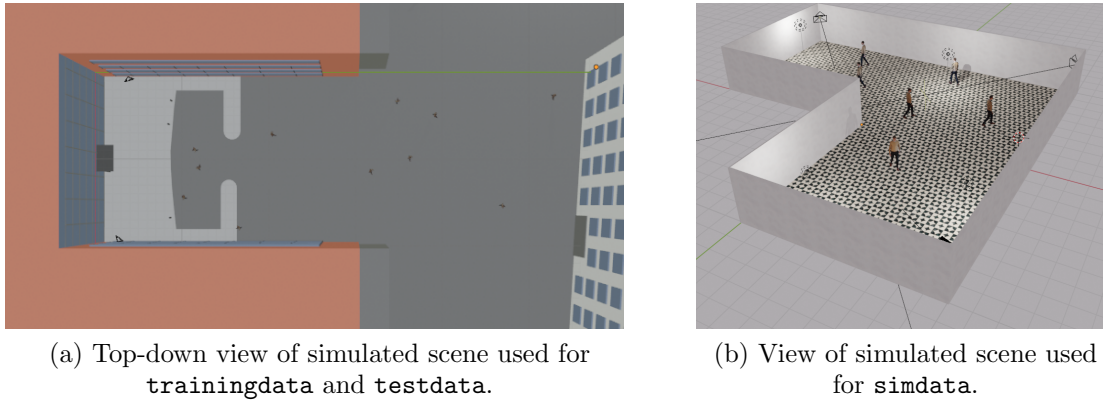 (a) Top-down view of simulated scene used for
trainingdata and testdata.
(b) View of simulated scene used
for simdata.